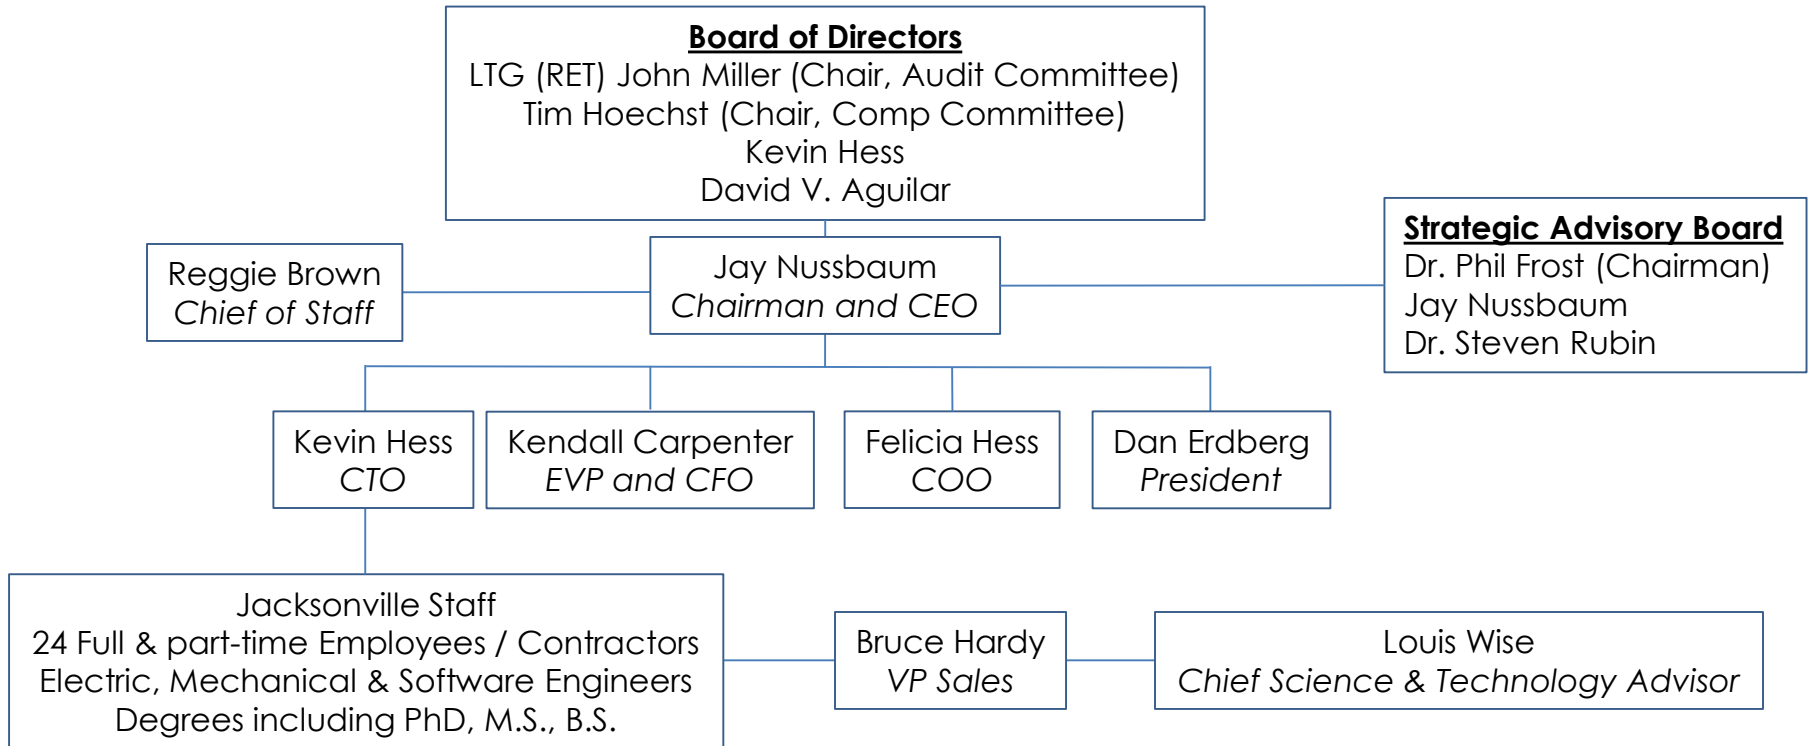 Board of Directors
LTG (RET) John Miller (Chair, Audit Committee)
Tim Hoechst (Chair, Comp Committee)
Kevin Hess
David V. Aguilar
Strategic Advisory Board
Dr. Phil Frost (Chairman)
Jay Nussbaum
Dr. Steven Rubin
Reggie Brown
Chief of Staff
Jay Nussbaum
Chairman and CEO
Kevin Hess
CTO
Kendall Carpenter
EVP and CFO
Felicia Hess
COO
Dan Erdberg
President
Jacksonville Staff
24 Full & part-time Employees / Contractors
Electric, Mechanical & Software Engineers
Degrees including PhD, M.S., B.S.
Bruce Hardy
VP Sales
Louis Wise
Chief Science & Technology Advisor